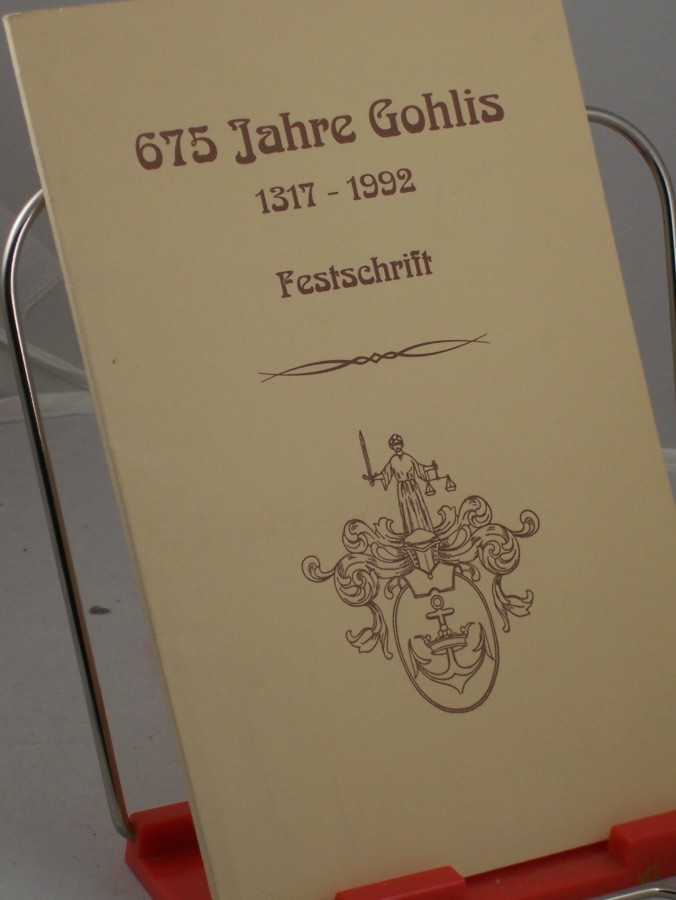 675 Jahre Gohlis
1317 - 1992
Festschrift